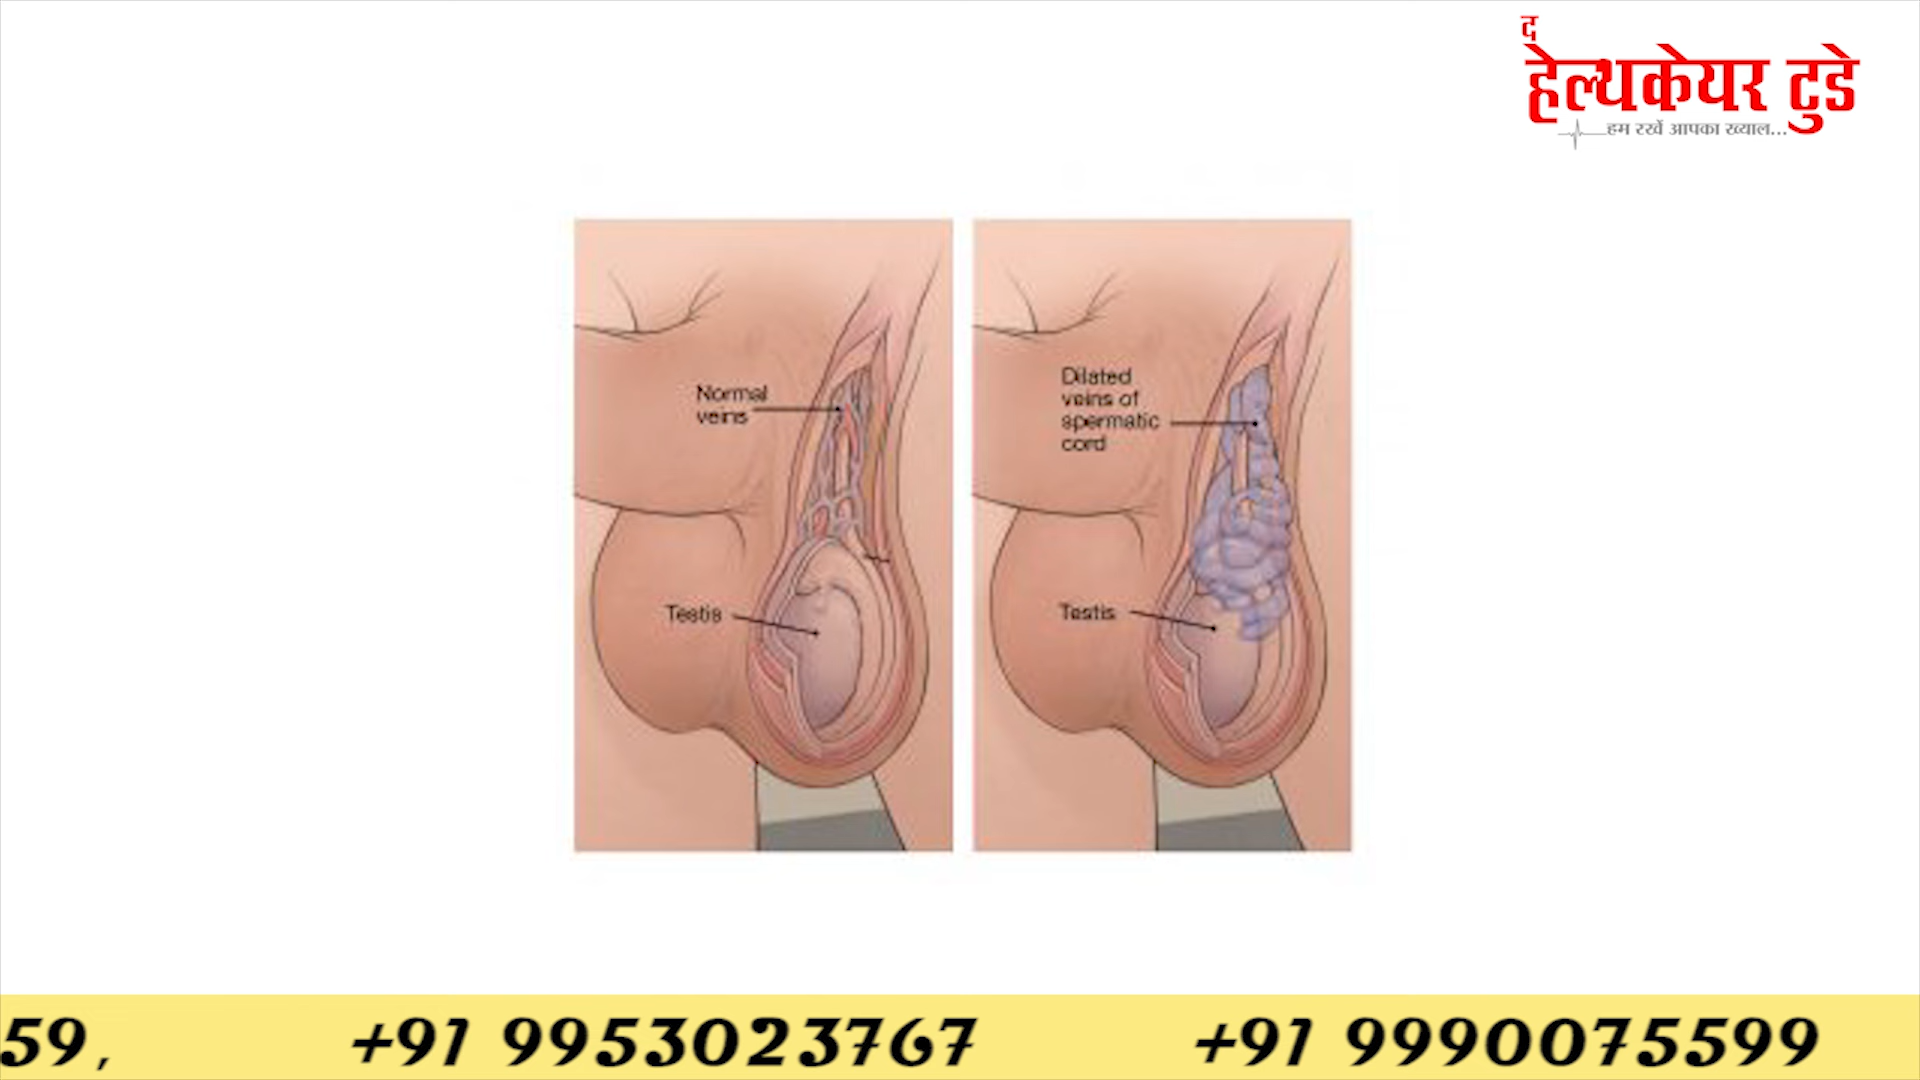 द
हेल्थकेयर टुडे
हम रखें आपका ख्याल...
Normal
veins
Testis
Dilated
veins of
spermatic
cord
Testis
59, +91 9953023767 +91 9990075599